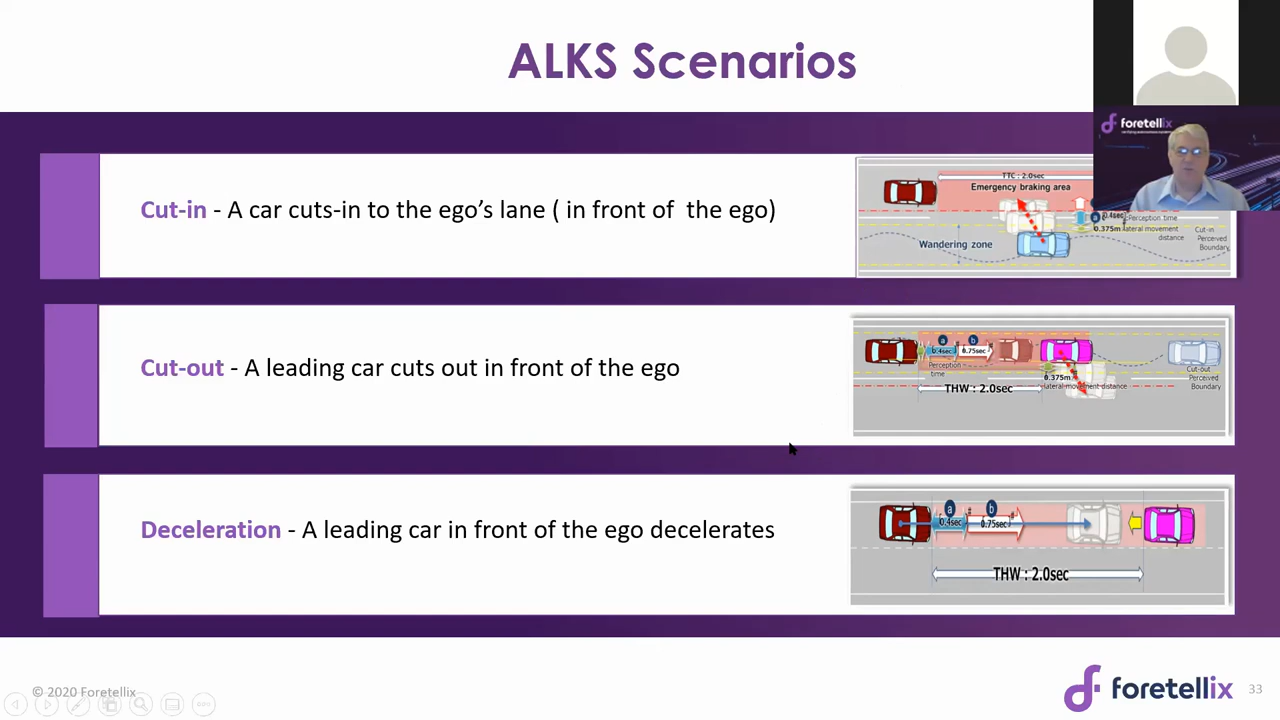 ALKS Scenarios
foretellix
Cut-in - A car cuts-in to the ego’s lane ( in front of  the ego)
TTC : 2.0sec
Emergency braking area
a
0.4sec
Perception time
0.375m lateral movement
distance
Wandering zone
Cut-in
Perceived
Boundary
Cut-out - A leading car cuts out in front of the ego
a b
0.4sec 0.75sec
Perception
time
0.375m
lateral movement distance
THW : 2.0sec
Cut-out
Perceived
Boundary
Deceleration - A leading car in front of the ego decelerates
a b
0.4sec 0.75sec
THW : 2.0sec
© 2020 Foretellix
foretellix
33